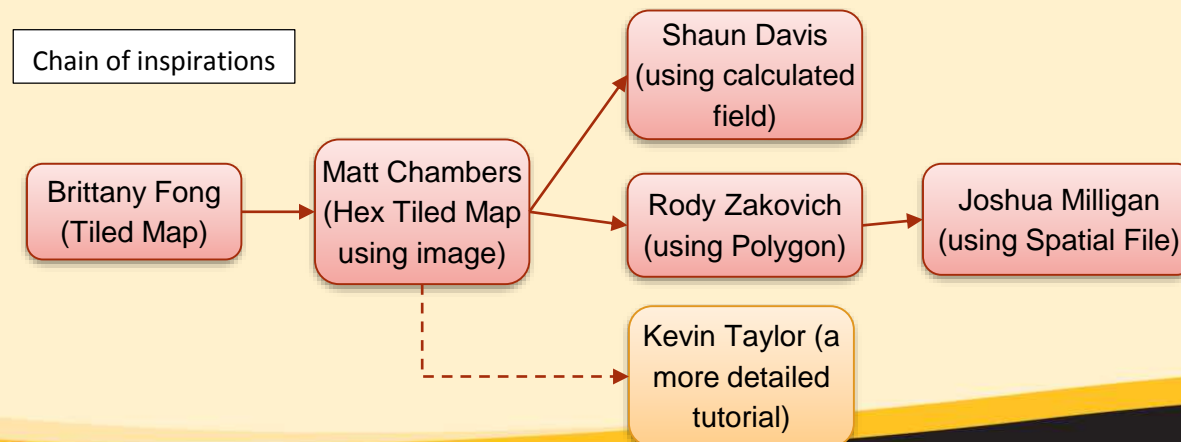 Chain of inspirations
Brittany Fong
(Tiled Map)
Matt Chambers
(Hex Tiled Map
using image)
Shaun Davis
(using calculated
field)
Rody Zakovich
(using Polygon)
Joshua Milligan
(using Spatial File)
Kevin Taylor (a
more detailed
tutorial)